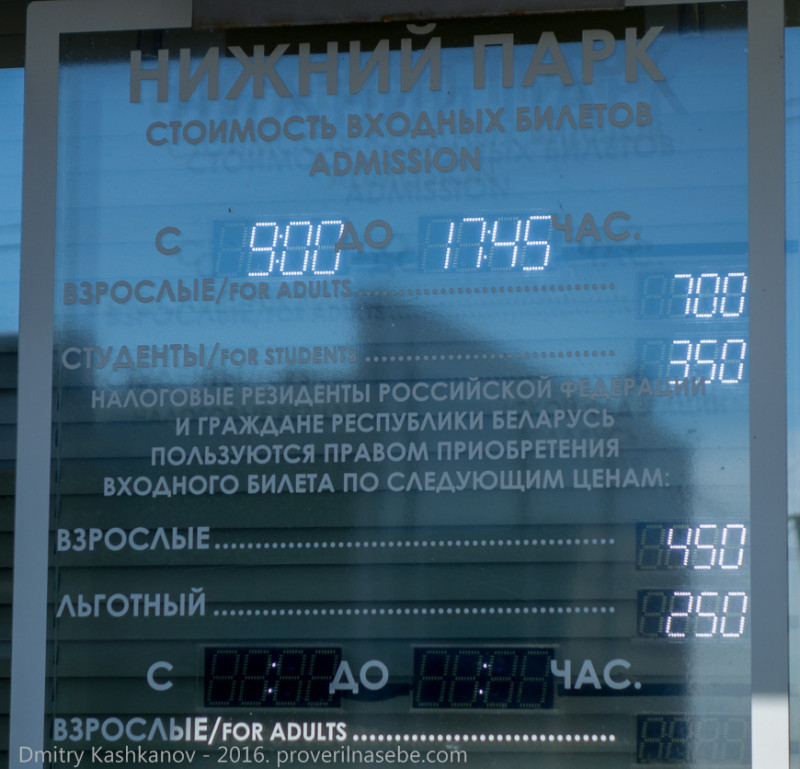 НИЖНИЙ ПАРК
СТОИМОСТЬ ВХОДНЫХ БИЛЕТОВ
ADMISSION
С 9:00 ДО 17:45 ЧАС.
ВЗРОСЛЫЕ/FOR ADULTS.......................... 700
СТУДЕНТЫ/FOR STUDENTS.......................... 350
НАЛОГОВЫЕ РЕЗИДЕНТЫ РОССИЙСКОЙ ФЕДЕРАЦИИ
И ГРАЖДАНЕ РЕСПУБЛИКИ БЕЛАРУСЬ
ПОЛЬЗУЮТСЯ ПРАВОМ ПРИОБРЕТЕНИЯ
ВХОДНОГО БИЛЕТА ПО СЛЕДУЮЩИМ ЦЕНАМ:
ВЗРОСЛЫЕ.......................................... 450
ЛЬГОТНЫЙ.......................................... 250
С : ДО : ЧАС.
ВЗРОСЛЫЕ/FOR ADULTS..........................
Dmitry Kashkanov - 2016. proverilnasebe.com